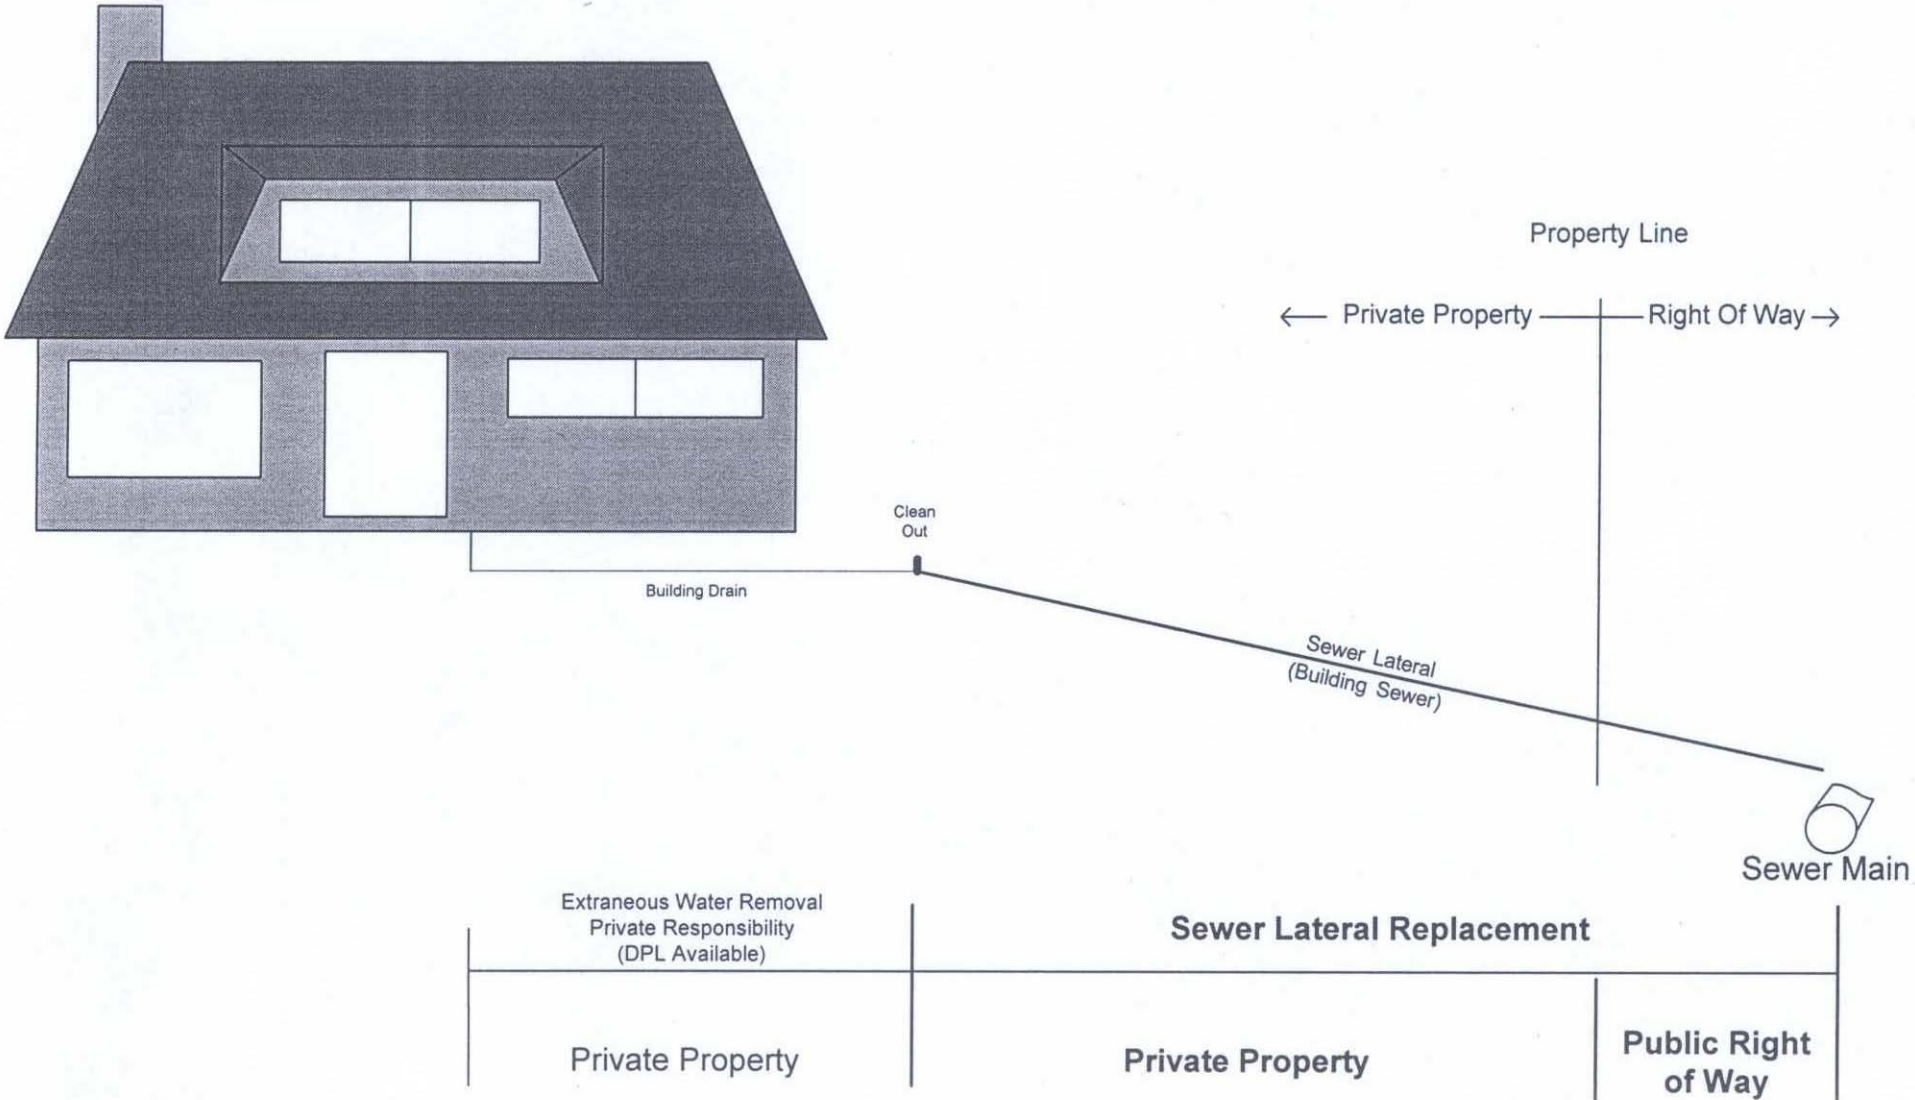 Property Line
Private Property
Right Of Way
Clean
Out
Building Drain
Sewer Lateral
(Building Sewer)
Sewer Main
Extraneous Water Removal
Private Responsibility
(DPL Available)
Sewer Lateral Replacement
Private Property
Private Property
Public Right
of Way